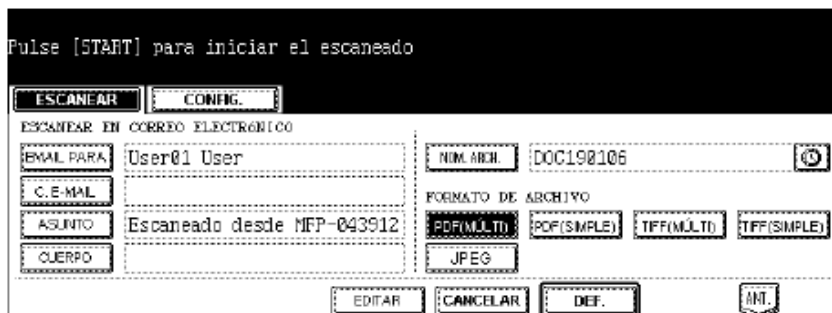 Pulse [START] para iniciar el escaneado
ESCANEAR CONFIG.
ESCANEAR EN CORREO ELECTRóNICO
EMAIL PARA User01 User NOM. ARCH. DOC190106
C. E-MAIL FORMATO DE ARCHIVO
ASUNTO Escaneado desde MFP-043912 PDF(MÚLTI) PDF(SIMPLE) TIFF(MÚLTI) TIFF(SIMPLE)
CUERPO JPEG
EDITAR CANCELAR DEF. ANT.